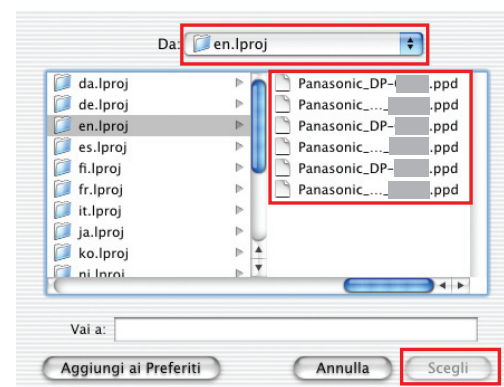 Da: en.lproj
da.lproj
de.lproj
en.lproj
es.lproj
fi.lproj
fr.lproj
it.lproj
ja.lproj
ko.lproj
nl.lproj
Panasonic_DP- .ppd
Panasonic_..._ .ppd
Panasonic_DP- .ppd
Panasonic_..._ .ppd
Panasonic_DP- .ppd
Panasonic_..._ .ppd
Vai a:
Aggiungi ai Preferiti Annulla Scegli